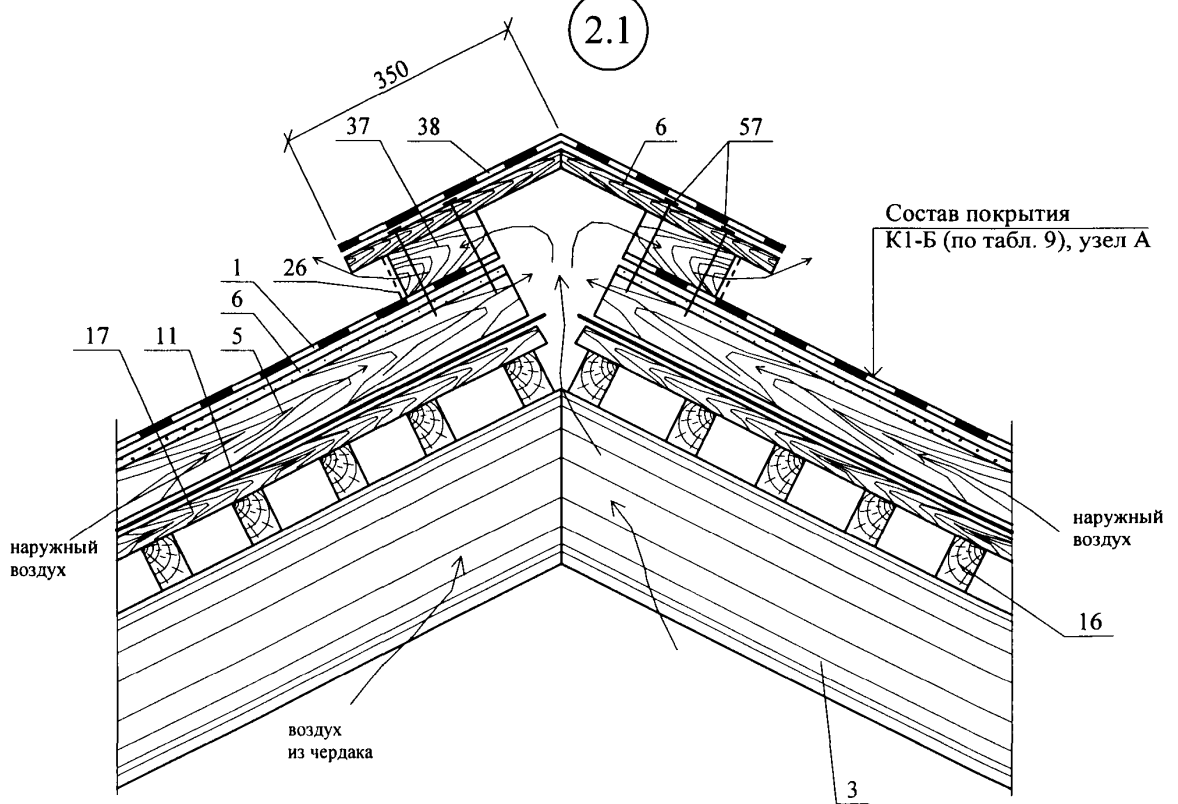 2.1
350
37
38
6
57
Состав покрытия
К1-Б (по табл. 9), узел А
1
26
6
17
11
5
наружный
воздух
наружный
воздух
16
воздух
из чердака
3